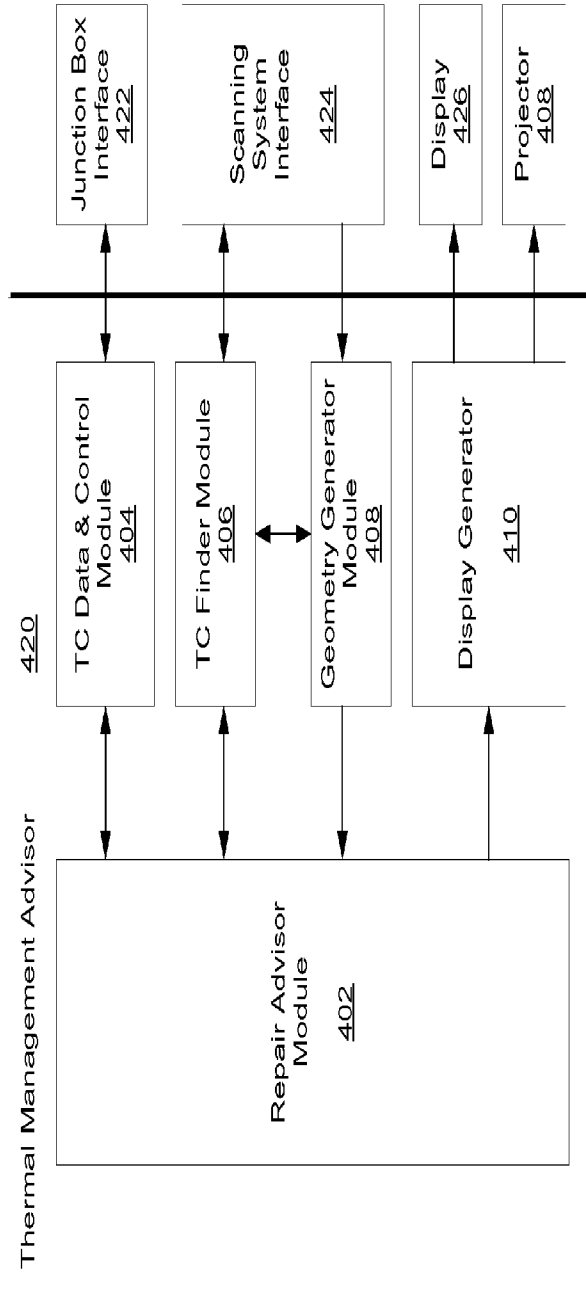 Thermal Management Advisor
420
Repair Advisor
Module
402
TC Data & Control
Module
404
TC Finder Module
406
Geometry Generator
Module
408
Display Generator
410
Junction Box
Interface
422
Scanning
System
Interface
424
Display
426
Projector
408